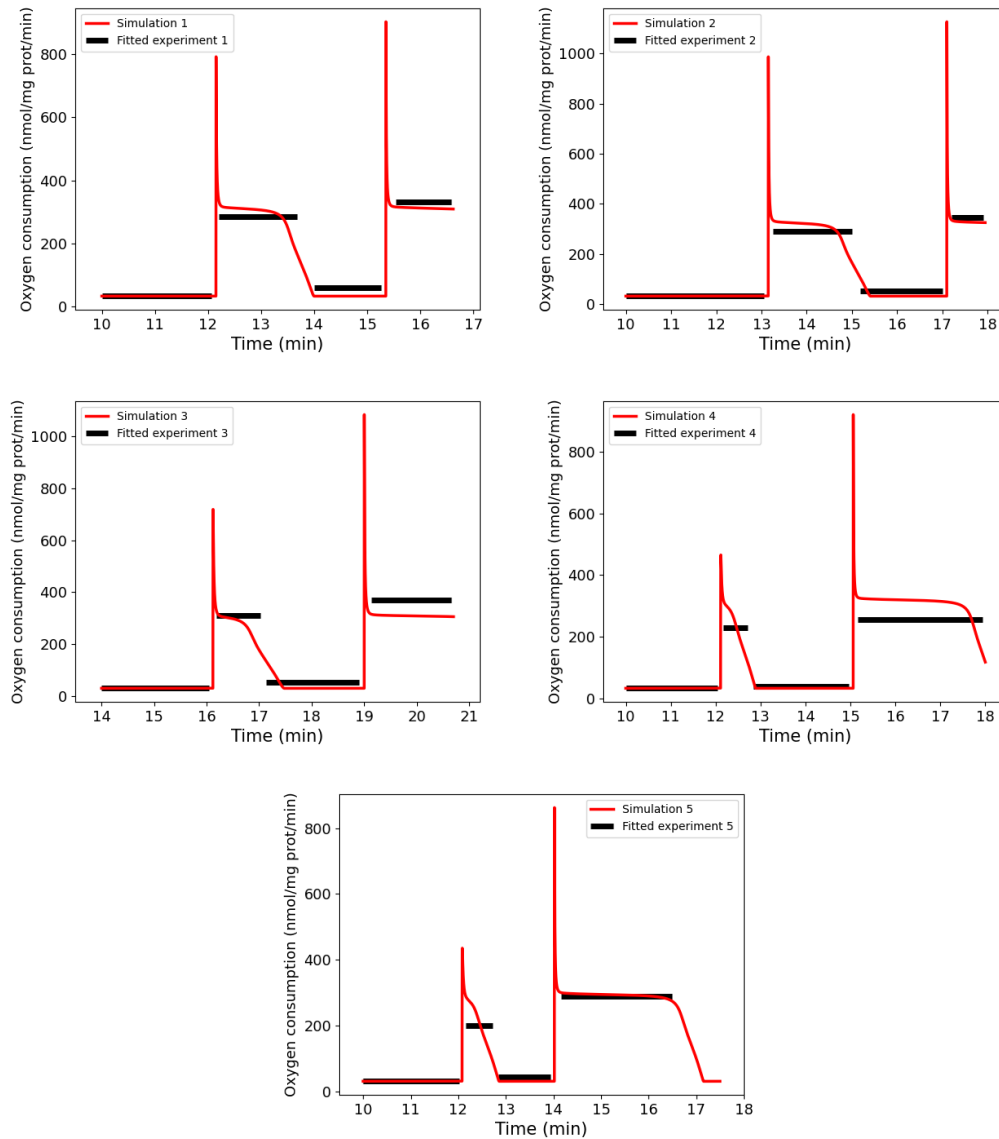 Simulation 1
Fitted experiment 1
Oxygen consumption (nmol/mg prot/min)
800
600
400
200
0
10 11 12 13 14 15 16 17
Time (min)
Simulation 2
Fitted experiment 2
Oxygen consumption (nmol/mg prot/min)
1000
800
600
400
200
0
10 11 12 13 14 15 16 17 18
Time (min)
Simulation 3
Fitted experiment 3
Oxygen consumption (nmol/mg prot/min)
1000
800
600
400
200
0
14 15 16 17 18 19 20 21
Time (min)
Simulation 4
Fitted experiment 4
Oxygen consumption (nmol/mg prot/min)
800
600
400
200
0
10 11 12 13 14 15 16 17 18
Time (min)
Simulation 5
Fitted experiment 5
Oxygen consumption (nmol/mg prot/min)
800
600
400
200
0
10 11 12 13 14 15 16 17 18
Time (min)